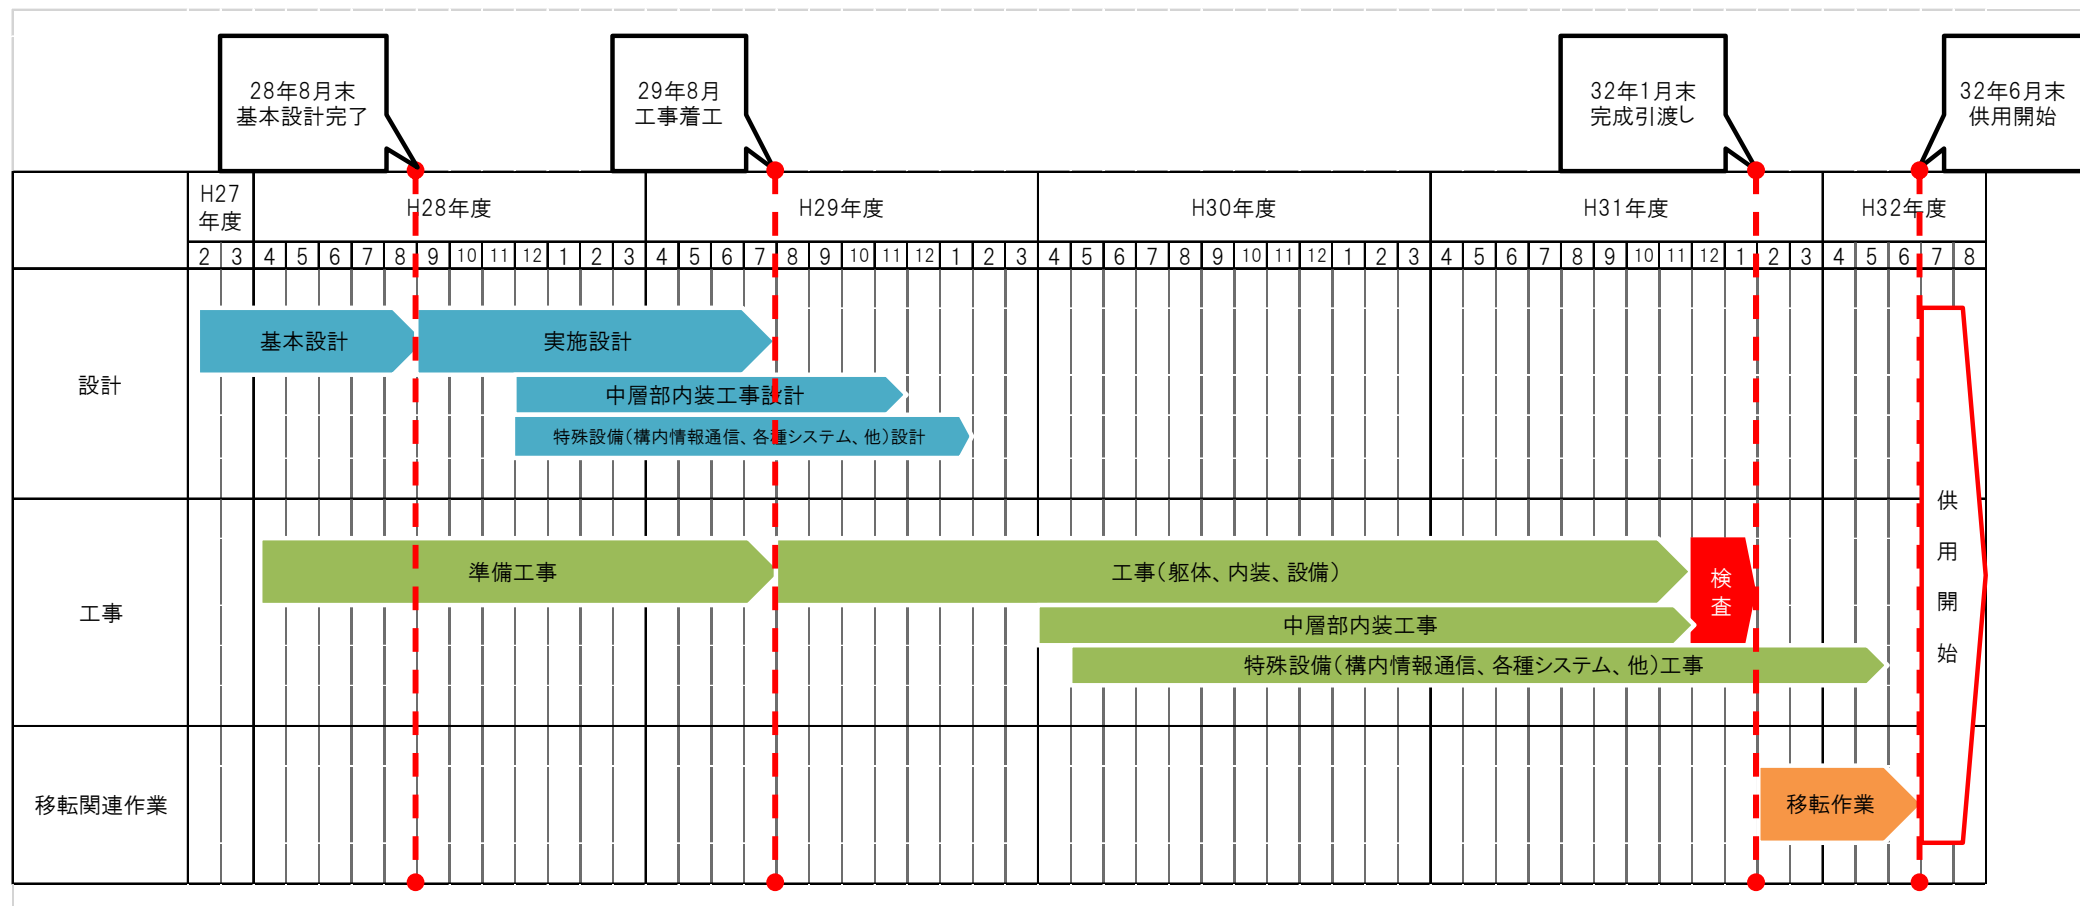 28年8月末
基本設計完了
29年8月
工事着工
32年1月末
完成引渡し
32年6月末
供用開始
H27
年度
H28年度
H29年度
H30年度
H31年度
H32年度
2 3 4 5 6 7 8 9 10 11 12 1 2 3 4 5 6 7 8 9 10 11 12 1 2 3 4 5 6 7 8 9 10 11 12 1 2 3 4 5 6 7 8 9 10 11 12 1 2 3 4 5 6 7 8
設計
基本設計
実施設計
中層部内装工事設計
特殊設備(構内情報通信、各種システム、他)設計
工事
準備工事
工事(躯体、内装、設備)
検
査
中層部内装工事
特殊設備(構内情報通信、各種システム、他)工事
供
用
開
始
移転関連作業
移転作業